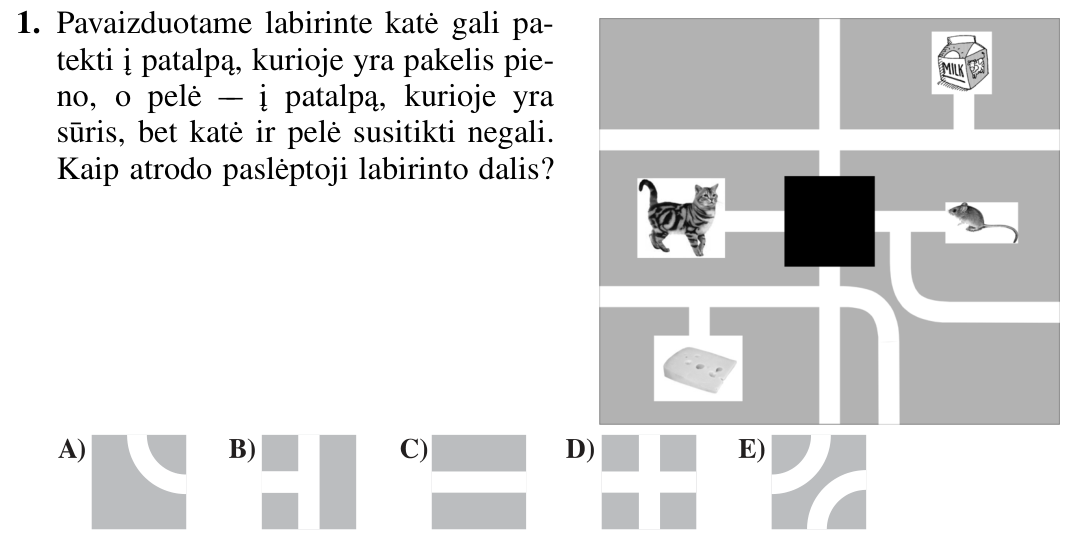 1. Pavaizduotame labirinte katė gali pa-
tekti į patalpą, kurioje yra pakelis pie-
no, o pelė — į patalpą, kurioje yra
sūris, bet katė ir pelė susitikti negali.
Kaip atrodo paslėptoji labirinto dalis?
MILK
A) B) C) D) E)